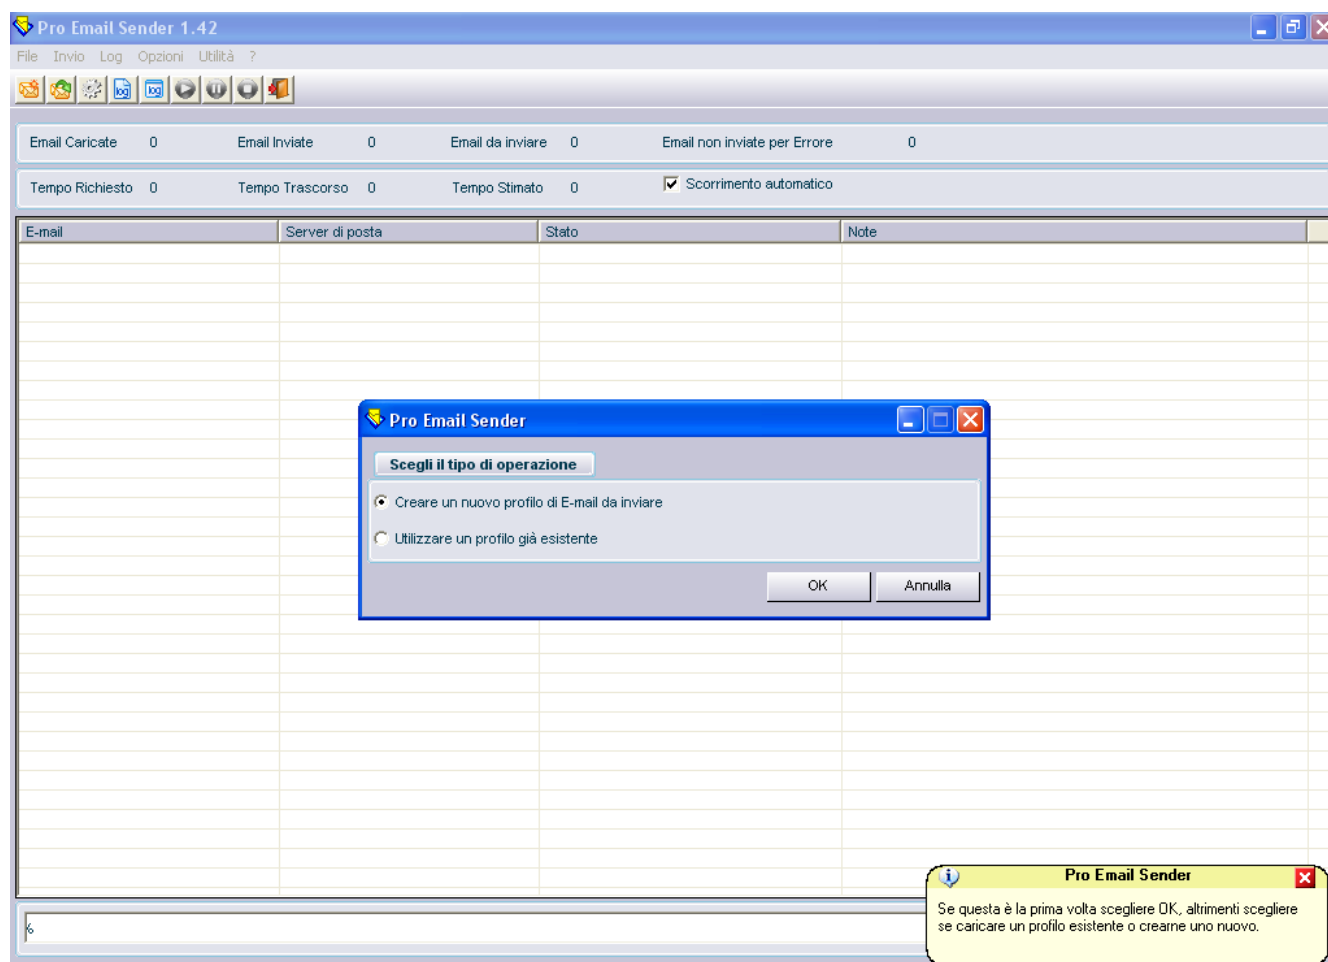 Pro Email Sender 1.42
File Invio Log Opzioni Utilità ?
log log
Email Caricate 0 Email Inviate 0 Email da inviare 0 Email non inviate per Errore 0
Tempo Richiesto 0 Tempo Trascorso 0 Tempo Stimato 0 Scorrimento automatico
E-mail Server di posta Stato Note
Pro Email Sender
Scegli il tipo di operazione
Creare un nuovo profilo di E-mail da inviare
Utilizzare un profilo già esistente
OK Annulla
Pro Email Sender
Se questa è la prima volta scegliere OK, altrimenti scegliere
se caricare un profilo esistente o crearne uno nuovo.
%